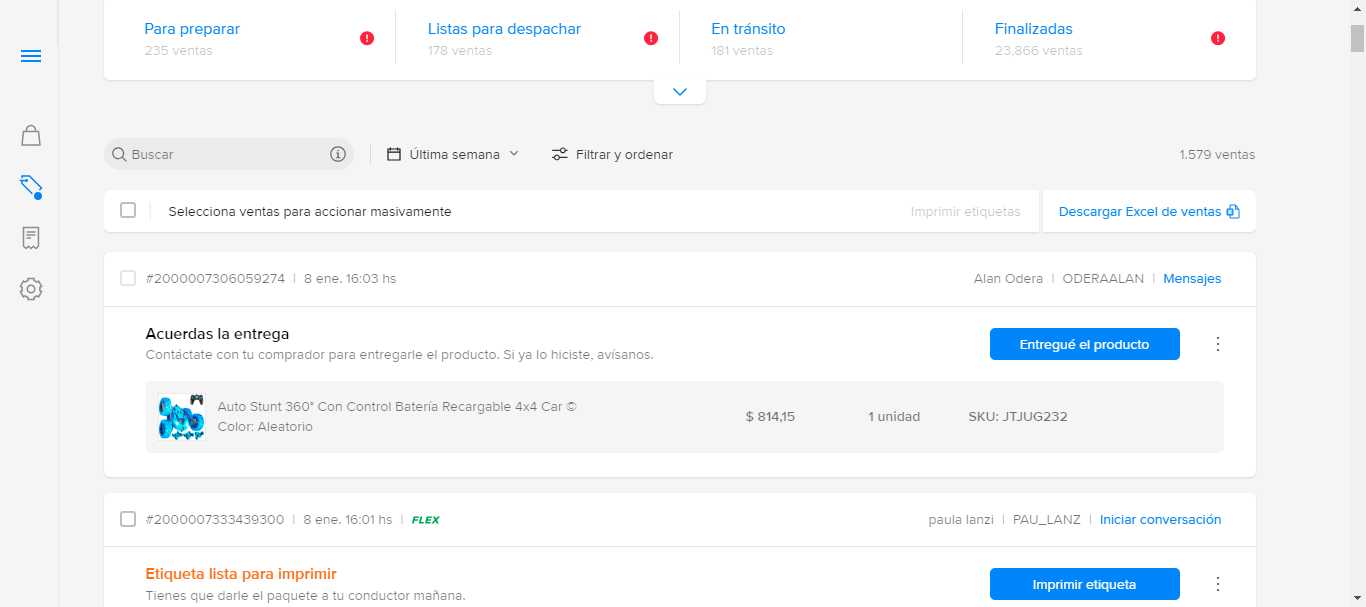 Para preparar
235 ventas
Listas para despachar
178 ventas
En tránsito
181 ventas
Finalizadas
23,866 ventas
Buscar
Última semana
Filtrar y ordenar
1.579 ventas
Selecciona ventas para accionar masivamente
Imprimir etiquetas
Descargar Excel de ventas
#2000007306059274 | 8 ene. 16:03 hs
Alan Odera | ODERAALAN | Mensajes
Acuerdas la entrega
Contáctate con tu comprador para entregarle el producto. Si ya lo hiciste, avísanos.
Entregué el producto
Auto Stunt 360° Con Control Batería Recargable 4x4 Car ©
Color: Aleatorio
$ 814,15
1 unidad
SKU: JTJUG232
#2000007333439300 | 8 ene. 16:01 hs | FLEX
paula lanzi | PAU_LANZ | Iniciar conversación
Etiqueta lista para imprimir
Tienes que darle el paquete a tu conductor mañana.
Imprimir etiqueta